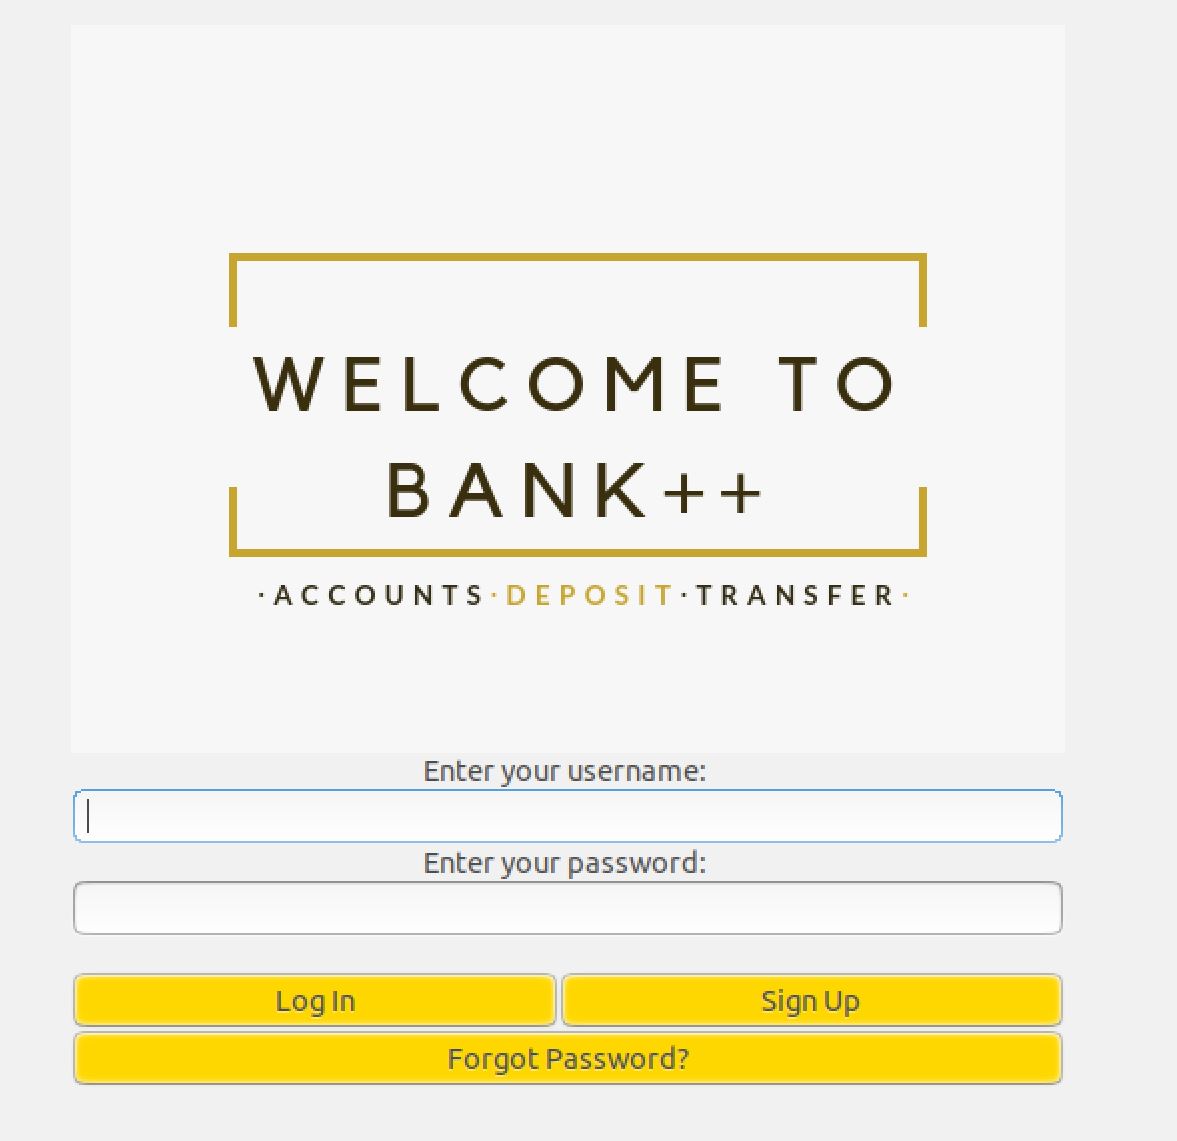 WELCOME TO
BANK++
·ACCOUNTS·DEPOSIT·TRANSFER·
Enter your username:
Enter your password:
Log In
Sign Up
Forgot Password?